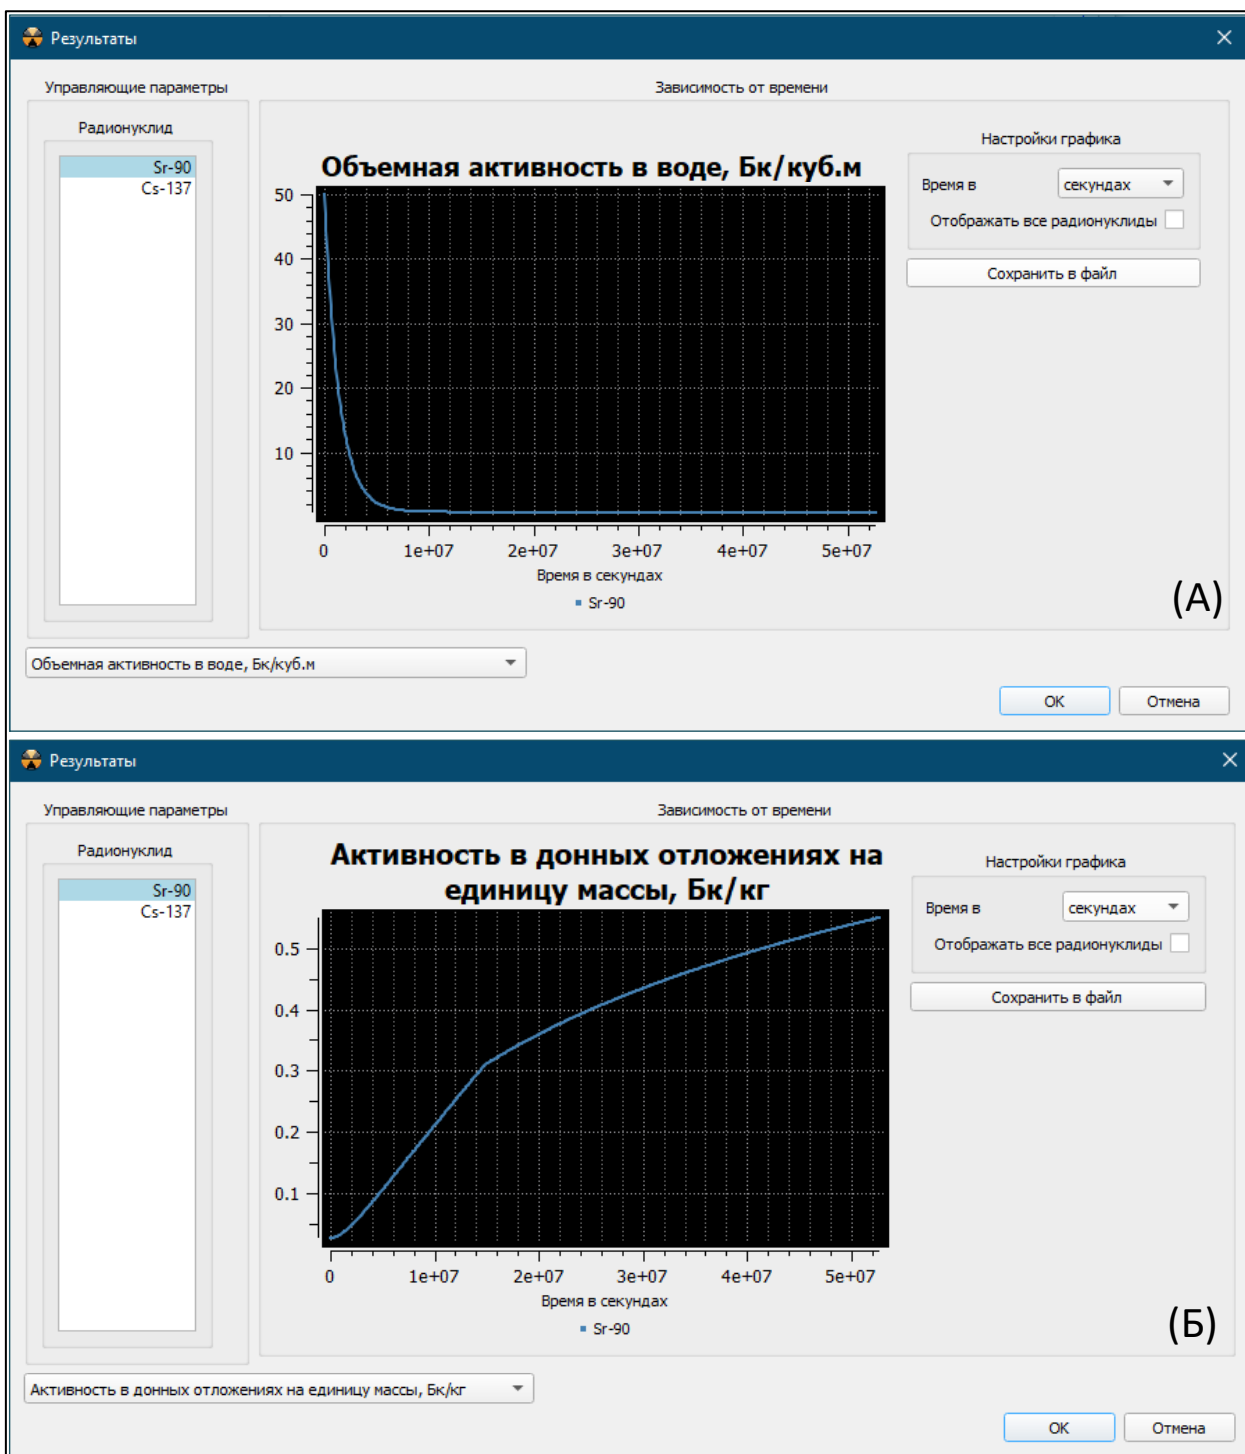 Результаты
Управляющие параметры
Зависимость от времени
Радионуклид
Sr-90
Cs-137
Объемная активность в воде, Бк/куб.м
50
40
30
20
10
0
1e+07
2e+07
3e+07
4e+07
5e+07
Время в секундах
Sr-90
Настройки графика
Время в
секундах
Отображать все радионуклиды
Сохранить в файл
(А)
Объемная активность в воде, Бк/куб.м
ОК
Отмена
Результаты
Управляющие параметры
Зависимость от времени
Радионуклид
Sr-90
Cs-137
Активность в донных отложениях на
единицу массы, Бк/кг
0.5
0.4
0.3
0.2
0.1
0
1e+07
2e+07
3e+07
4e+07
5e+07
Время в секундах
Sr-90
Настройки графика
Время в
секундах
Отображать все радионуклиды
Сохранить в файл
(Б)
Активность в донных отложениях на единицу массы, Бк/кг
ОК
Отмена